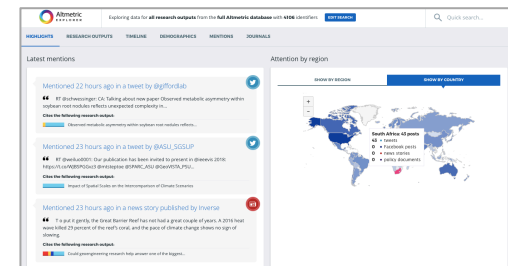 Altmetric
EXPLORER
Exploring data for all research outputs from the full Altmetric database with 4106 identifiers
EDIT SEARCH
Quick search...
HIGHLIGHTS
RESEARCH OUTPUTS
TIMELINE
DEMOGRAPHICS
MENTIONS
JOURNALS
Latest mentions
Attention by region
Mentioned 22 hours ago in a tweet by @giffordlab
RT @schwessinger: CA: Talking about new paper Observed metabolic asymmetry within
soybean root nodules reflects unexpected complexity in...
Cites the following research output:
Observed metabolic asymmetry within soybean root nodules reflects...
Mentioned 23 hours ago in a tweet by @ASU_SGSUP
RT @weiluo0001: Our publication has been invited to present in @ieeevis 2018.
@mtsteptoe @SPARC_ASU @GeoVISTA_PSU...
Cites the following research output:
Impact of Spatial Scales on the Intercomparison of Climate Scenarios
Mentioned 23 hours ago in a news story published by Inverse
T o put it gently, the Great Barrier Reef has not had a great couple of years. A 2016 heat
wave killed 29 percent of the reef's coral, and the pace of climate change shows no sign of
slowing.
Cites the following research output:
Could geoengineering research help answer one of the biggest...
SHOW BY REGION
SHOW BY COUNTRY
+
−
South Africa: 43 posts
45 • tweets
0 • Facebook posts
0 • news stories
0 • policy documents